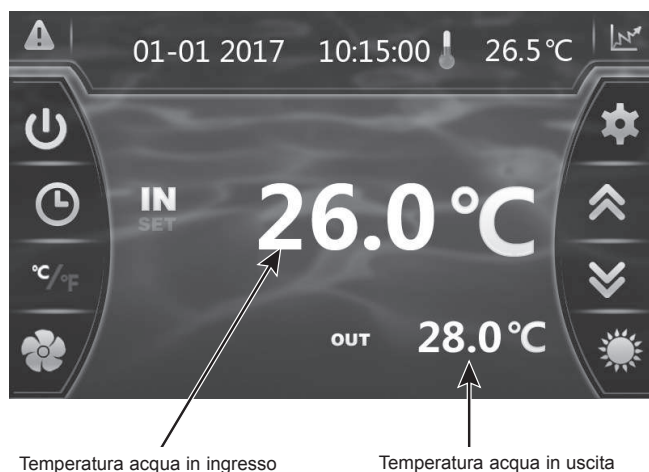 01-01 2017 10:15:00 26.5°C
IN
SET
26.0°C
°C/°F
OUT 28.0°C
Temperatura acqua in ingresso
Temperatura acqua in uscita